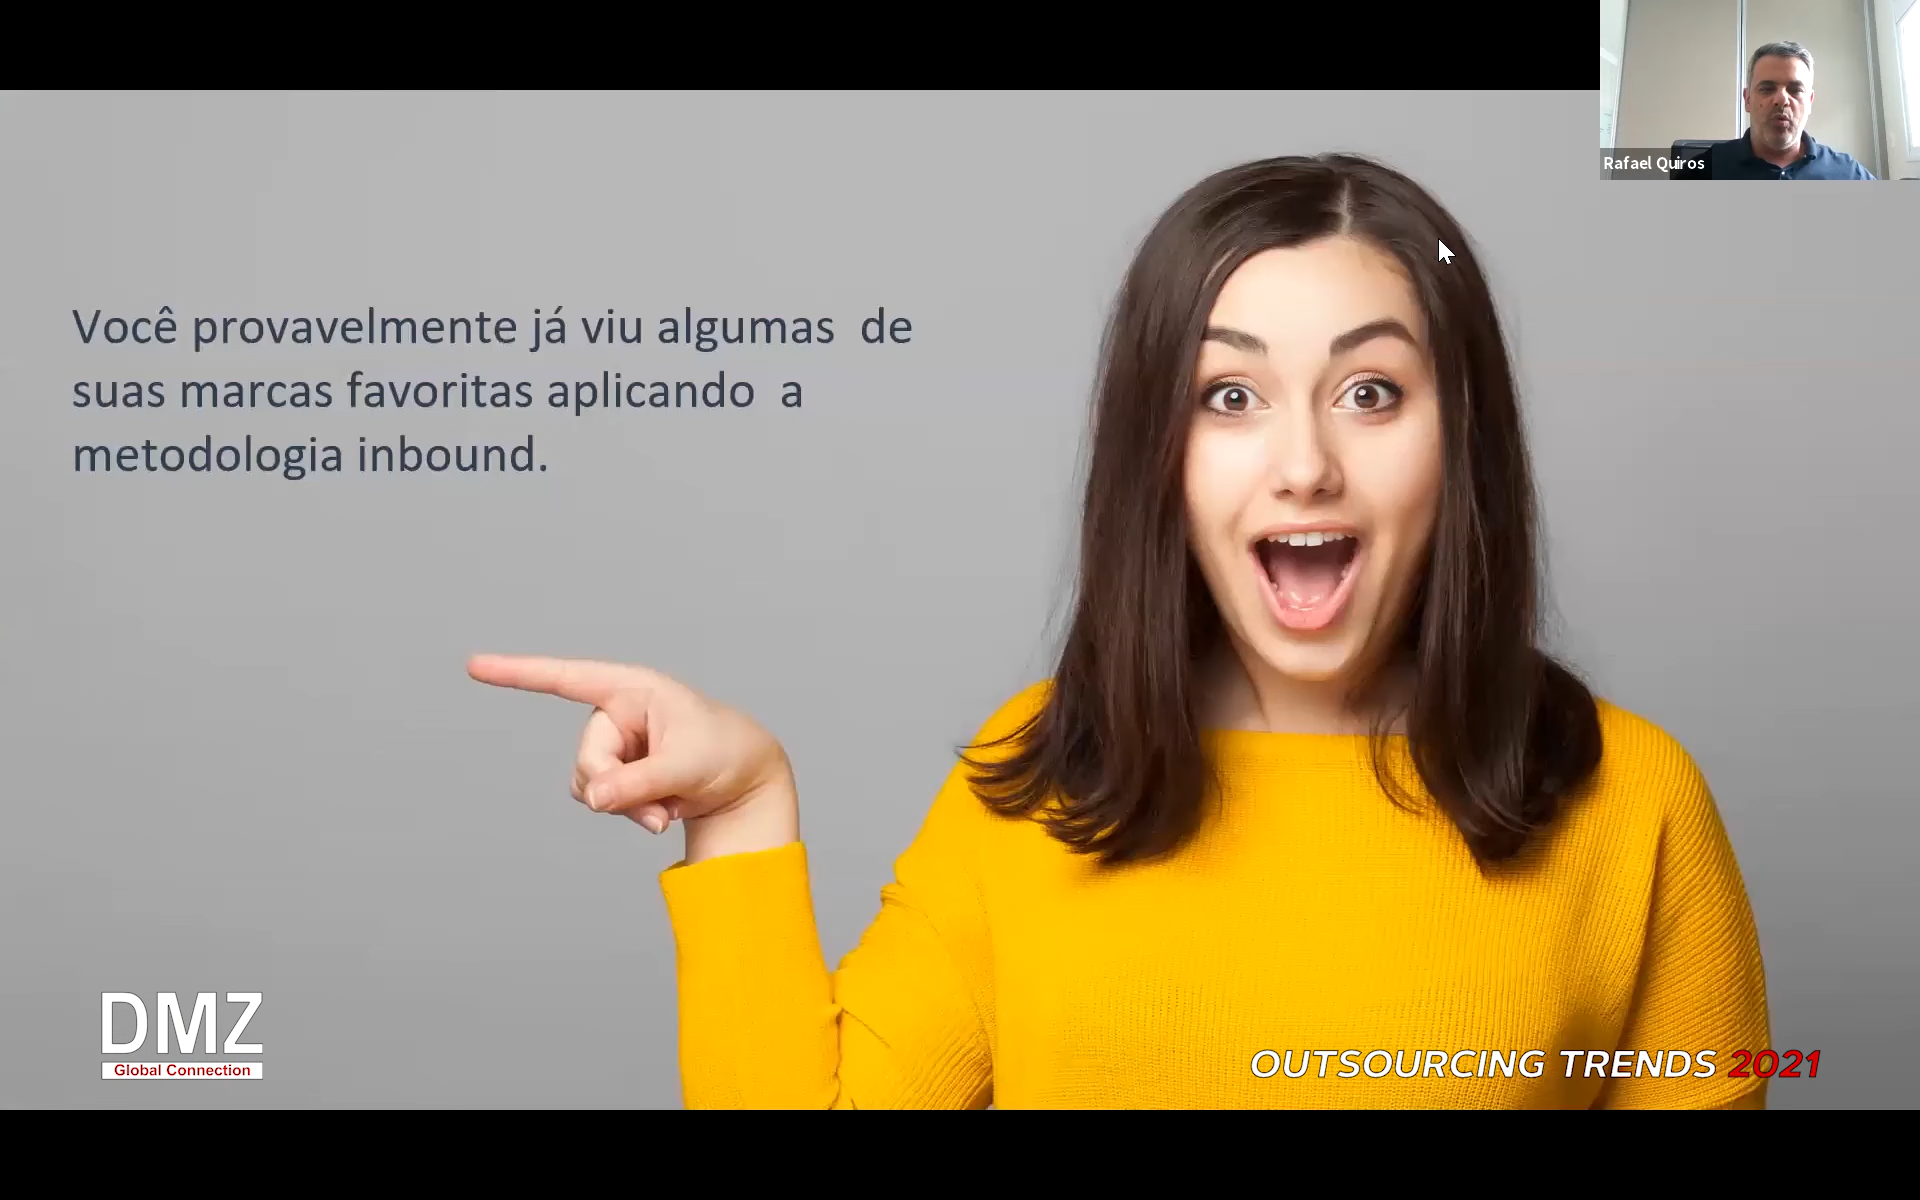 Rafael Quiros
Você provavelmente já viu algumas de
suas marcas favoritas aplicando a
metodologia inbound.
DMZ
Global Connection
OUTSOURCING TRENDS 2021